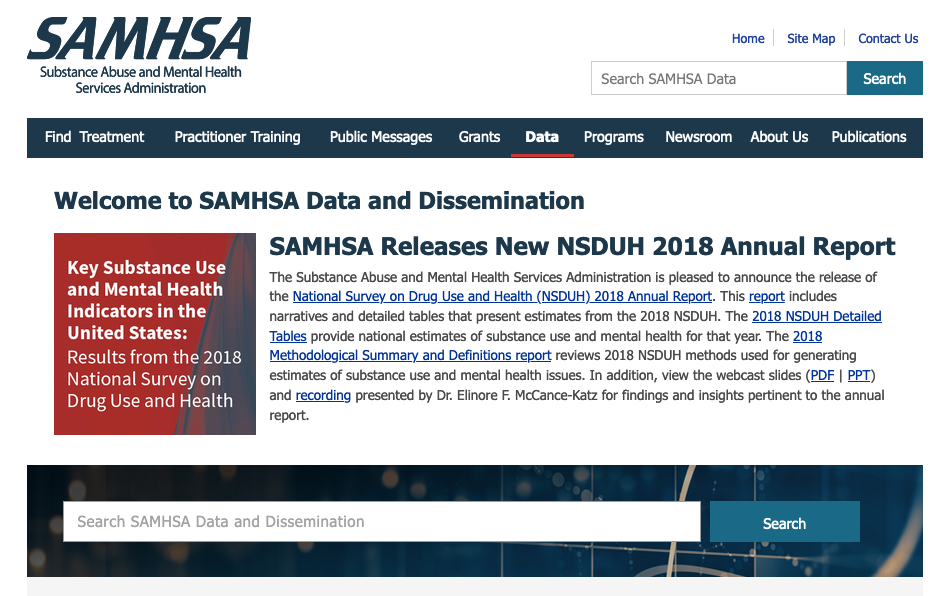 SAMHSA
Substance Abuse and Mental Health
Services Administration
Home
Site Map
Contact Us
Search SAMHSA Data
Search
Find Treatment
Practitioner Training
Public Messages
Grants
Data
Programs
Newsroom
About Us
Publications
Welcome to SAMHSA Data and Dissemination
Key Substance Use
and Mental Health
Indicators in the
United States:
Results from the 2018
National Survey on
Drug Use and Health
SAMHSA Releases New NSDUH 2018 Annual Report
The Substance Abuse and Mental Health Services Administration is pleased to announce the release of
the National Survey on Drug Use and Health (NSDUH) 2018 Annual Report. This report includes
narratives and detailed tables that present estimates from the 2018 NSDUH. The 2018 NSDUH Detailed
Tables provide national estimates of substance use and mental health for that year. The 2018
Methodological Summary and Definitions report reviews 2018 NSDUH methods used for generating
estimates of substance use and mental health issues. In addition, view the webcast slides (PDF | PPT)
and recording presented by Dr. Elinore F. McCance-Katz for findings and insights pertinent to the annual
report.
Search SAMHSA Data and Dissemination
Search